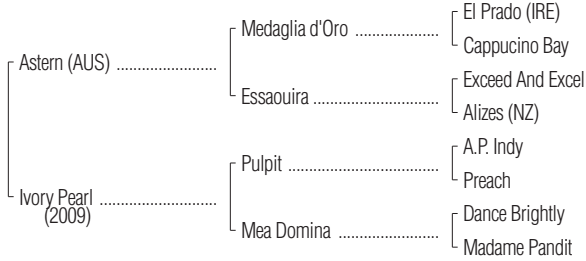 El Prado (IRE)
Medaglia d'Oro ....................
Cappucino Bay
Astern (AUS) ........................
Exceed And Excel
Essaouira ..............................
Alizes (NZ)
A.P. Indy
Pulpit ....................................
Preach
Ivory Pearl ............................
(2009)
Dance Brightly
Mea Domina ........................
Madame Pandit